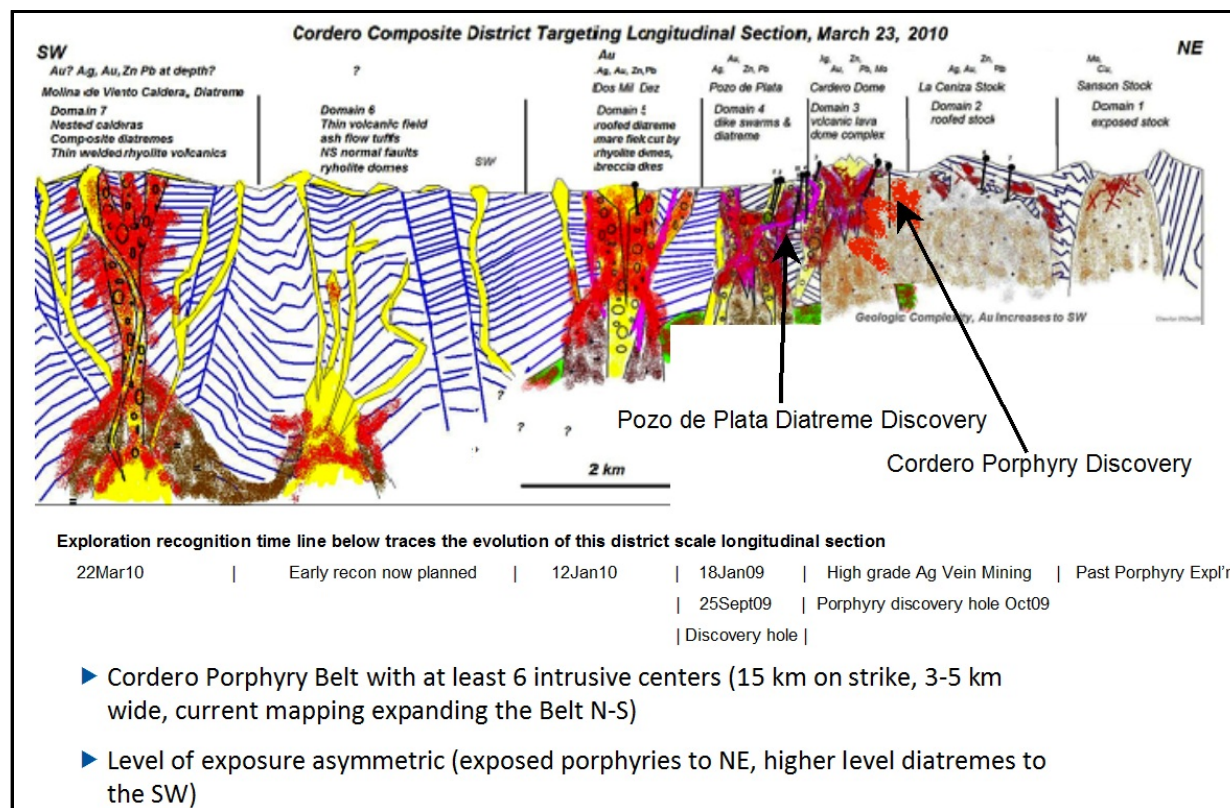 Cordero Composite District Targeting Longitudinal Section, March 23, 2010
SW
NE
Au? Ag, Au, Zn Pb at depth?
Molina de Viento Caldera, Diatreme
Domain 7
Nested calderas
Composite diatremes
Thin welded rhyolite volcanics
?
Domain 6
Thin volcanic field
ash flow tuffs
NS normal faults
ryholite domes
SW
Au
Ag, Au, Zn, Pb
Dos Mil Diez
Domain 5
roofed diatreme
mare field cut by
rhyolite domes,
breccia dikes
Au,
Ag, Zn, Pb
Pozo de Plata
Domain 4
dike swarms &
diatreme
Ag, Zn,
Au, Pb, Mo
Cordero Dome
Domain 3
volcanic lava
dome complex
Zn,
Ag, Au, Pb
La Ceniza Stock
Domain 2
roofed stock
Mo,
Cu,
Sanson Stock
Domain 1
exposed stock
Geologic Complexity, Au Increases to SW
? ? ?
2 km
Pozo de Plata Diatreme Discovery
Cordero Porphyry Discovery
Exploration recognition time line below traces the evolution of this district scale longitudinal section
22Mar10 | Early recon now planned | 12Jan10 | 18Jan09 | High grade Ag Vein Mining | Past Porphyry Expl'n
| 25Sept09 | Porphyry discovery hole Oct09
| Discovery hole |
Cordero Porphyry Belt with at least 6 intrusive centers (15 km on strike, 3-5 km
wide, current mapping expanding the Belt N-S)
Level of exposure asymmetric (exposed porphyries to NE, higher level diatremes to
the SW)